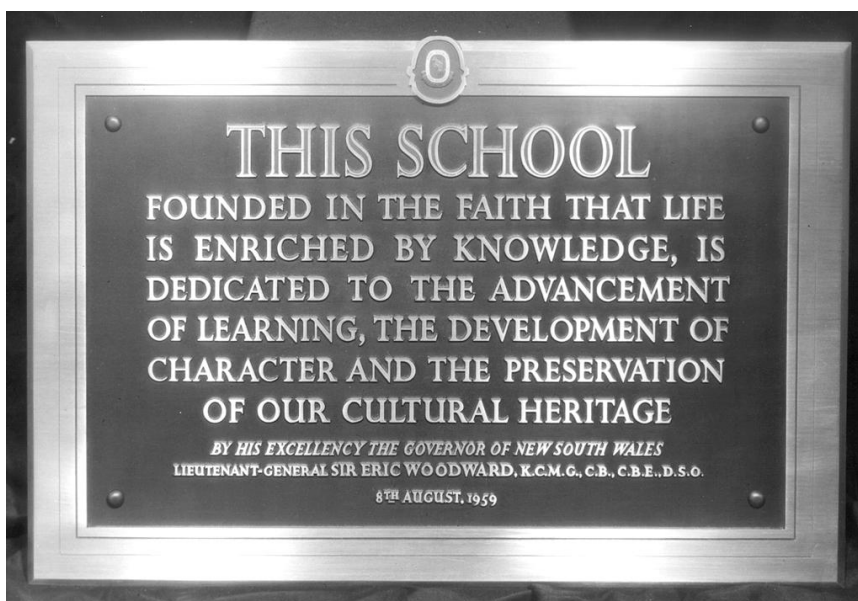 O
THIS SCHOOL
FOUNDED IN THE FAITH THAT LIFE
IS ENRICHED BY KNOWLEDGE, IS
DEDICATED TO THE ADVANCEMENT
OF LEARNING, THE DEVELOPMENT OF
CHARACTER AND THE PRESERVATION
OF OUR CULTURAL HERITAGE
BY HIS EXCELLENCY THE GOVERNOR OF NEW SOUTH WALES
LIEUTENANT-GENERAL SIR ERIC WOODWARD, K.C.M.G., C.B., C.B.E., D.S.O.
8TH AUGUST, 1959